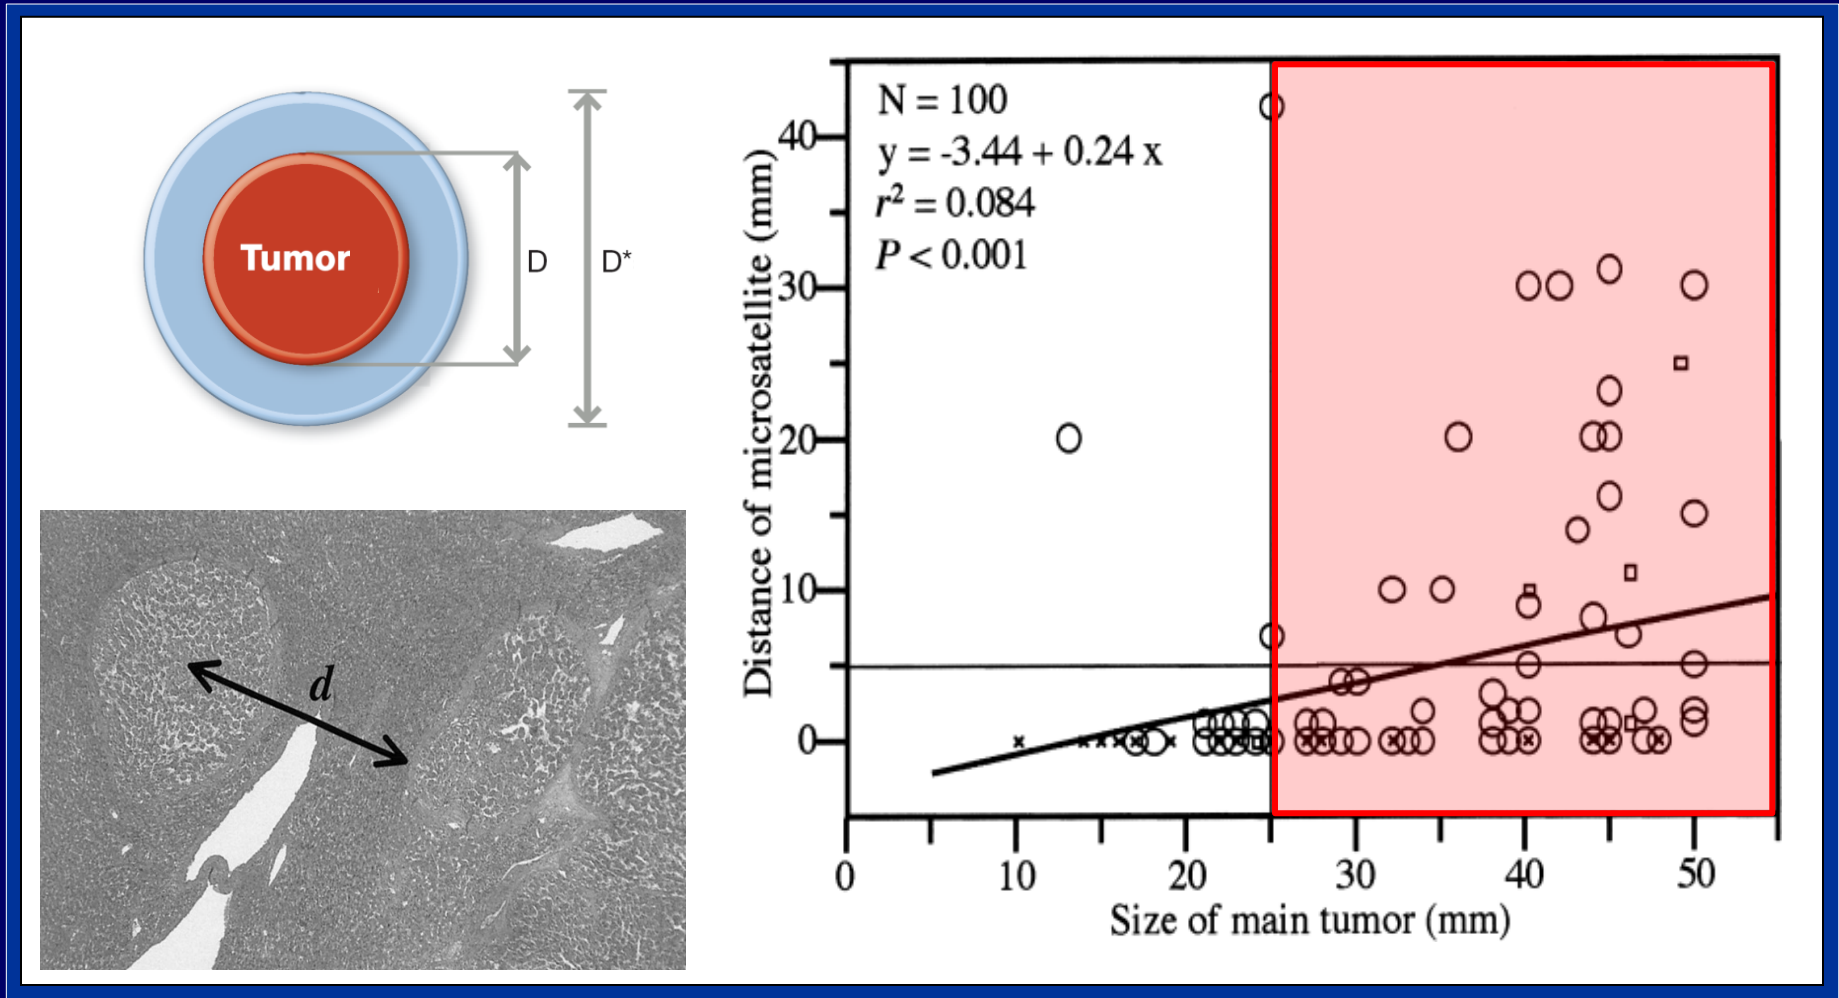 Tumor
D
D*
d
N = 100
y = -3.44 + 0.24 x
r² = 0.084
P < 0.001
Distance of microsatellite (mm)
40
30
20
10
0
0 10 20 30 40 50
Size of main tumor (mm)